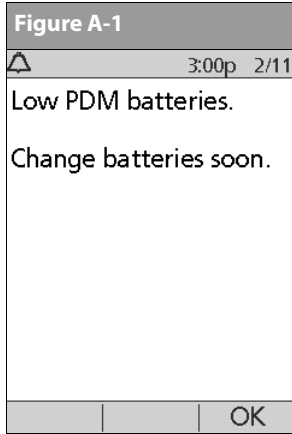 Figure A-1
3:00p 2/11
Low PDM batteries.
Change batteries soon.
OK